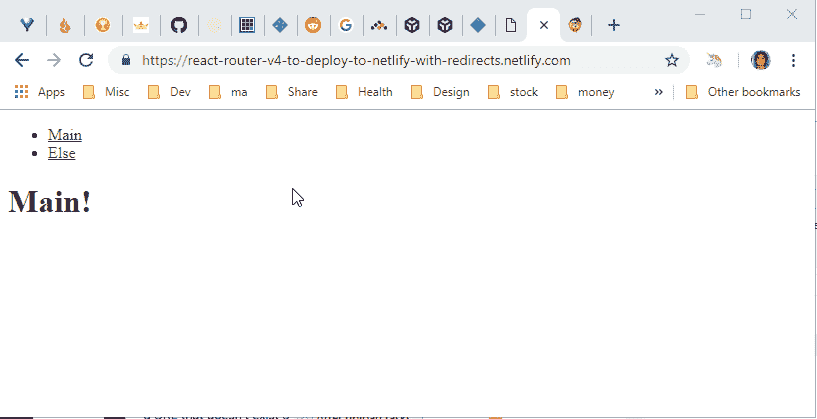 https://react-router-v4-to-deploy-to-netlify-with-redirects.netlify.com
Apps Misc Dev ma Share Health Design stock money » Other bookmarks
Main
Else
Main!